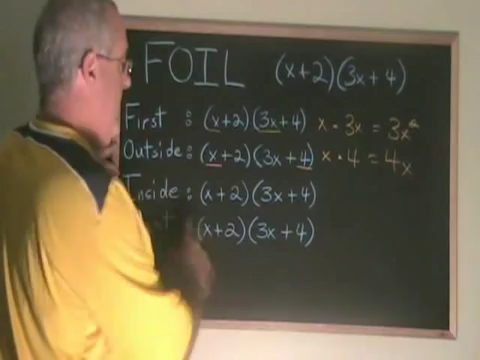 FOIL (x+2)(3x+4)
First : (x+2)(3x+4) x • 3x = 3x²
Outside: (x+2)(3x+4) x • 4 = 4x
Inside : (x+2)(3x+4)
(x+2)(3x+4)